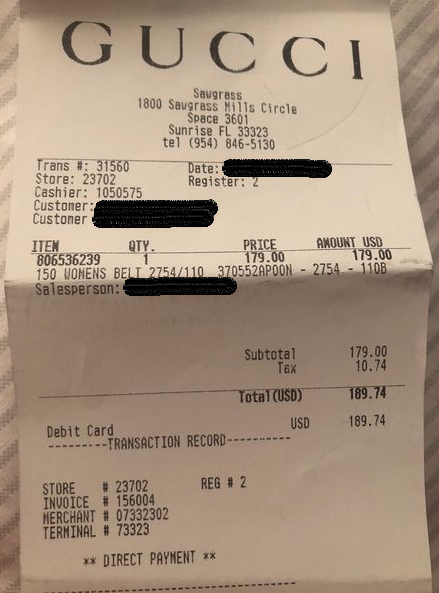 GUCCI
Sawgrass
1800 Sawgrass Mills Circle
Space 3601
Sunrise FL 33323
tel (954) 846-5130
Trans #: 31560 Date:
Store: 23702 Register: 2
Cashier: 1050575
Customer:
Customer
ITEM QTY. PRICE AMOUNT USD
806536239 1 179.00 179.00
150 WOMENS BELT 2754/110 370552AP00N - 2754 - 110B
Salesperson:
Subtotal 179.00
Tax 10.74
Total(USD) 189.74
Debit Card USD 189.74
---------TRANSACTION RECORD----------
STORE # 23702 REG # 2
INVOICE # 156004
MERCHANT # 07332302
TERMINAL # 73323
** DIRECT PAYMENT **